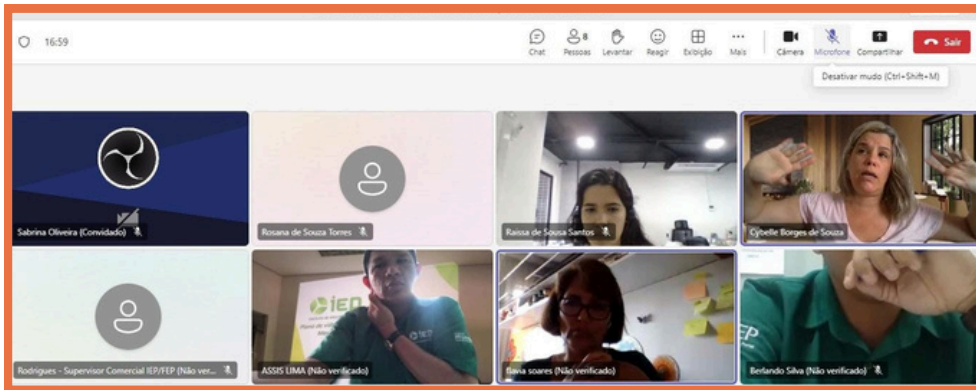 16:59
8
Chat
Pessoas
Levantar
Reagir
Exibição
Mais
Câmera
Microfone
Compartilhar
Sair
Desativar mudo (Ctrl+Shift+M)
Sabrina Oliveira (Convidado)
Rosana de Souza Torres
Raissa de Sousa Santos
Cybelle Borges de Souza
Rodrigues - Supervisor Comercial IEP/FEP (Não ver...
ASSIS LIMA (Não verificado)
flavia soares (Não verificado)
Berlando Silva (Não verificado)